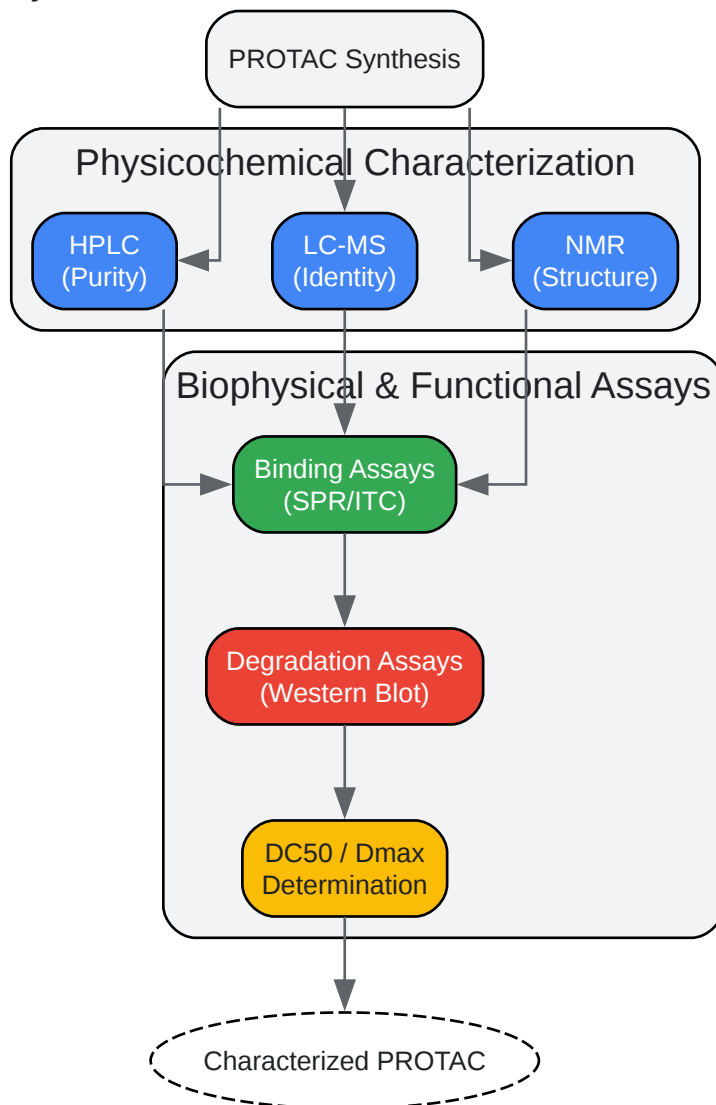 PROTAC Synthesis
Physicochemical Characterization
HPLC
(Purity)
LC-MS
(Identity)
NMR
(Structure)
Biophysical & Functional Assays
Binding Assays
(SPR/ITC)
Degradation Assays
(Western Blot)
DC50 / Dmax
Determination
Characterized PROTAC